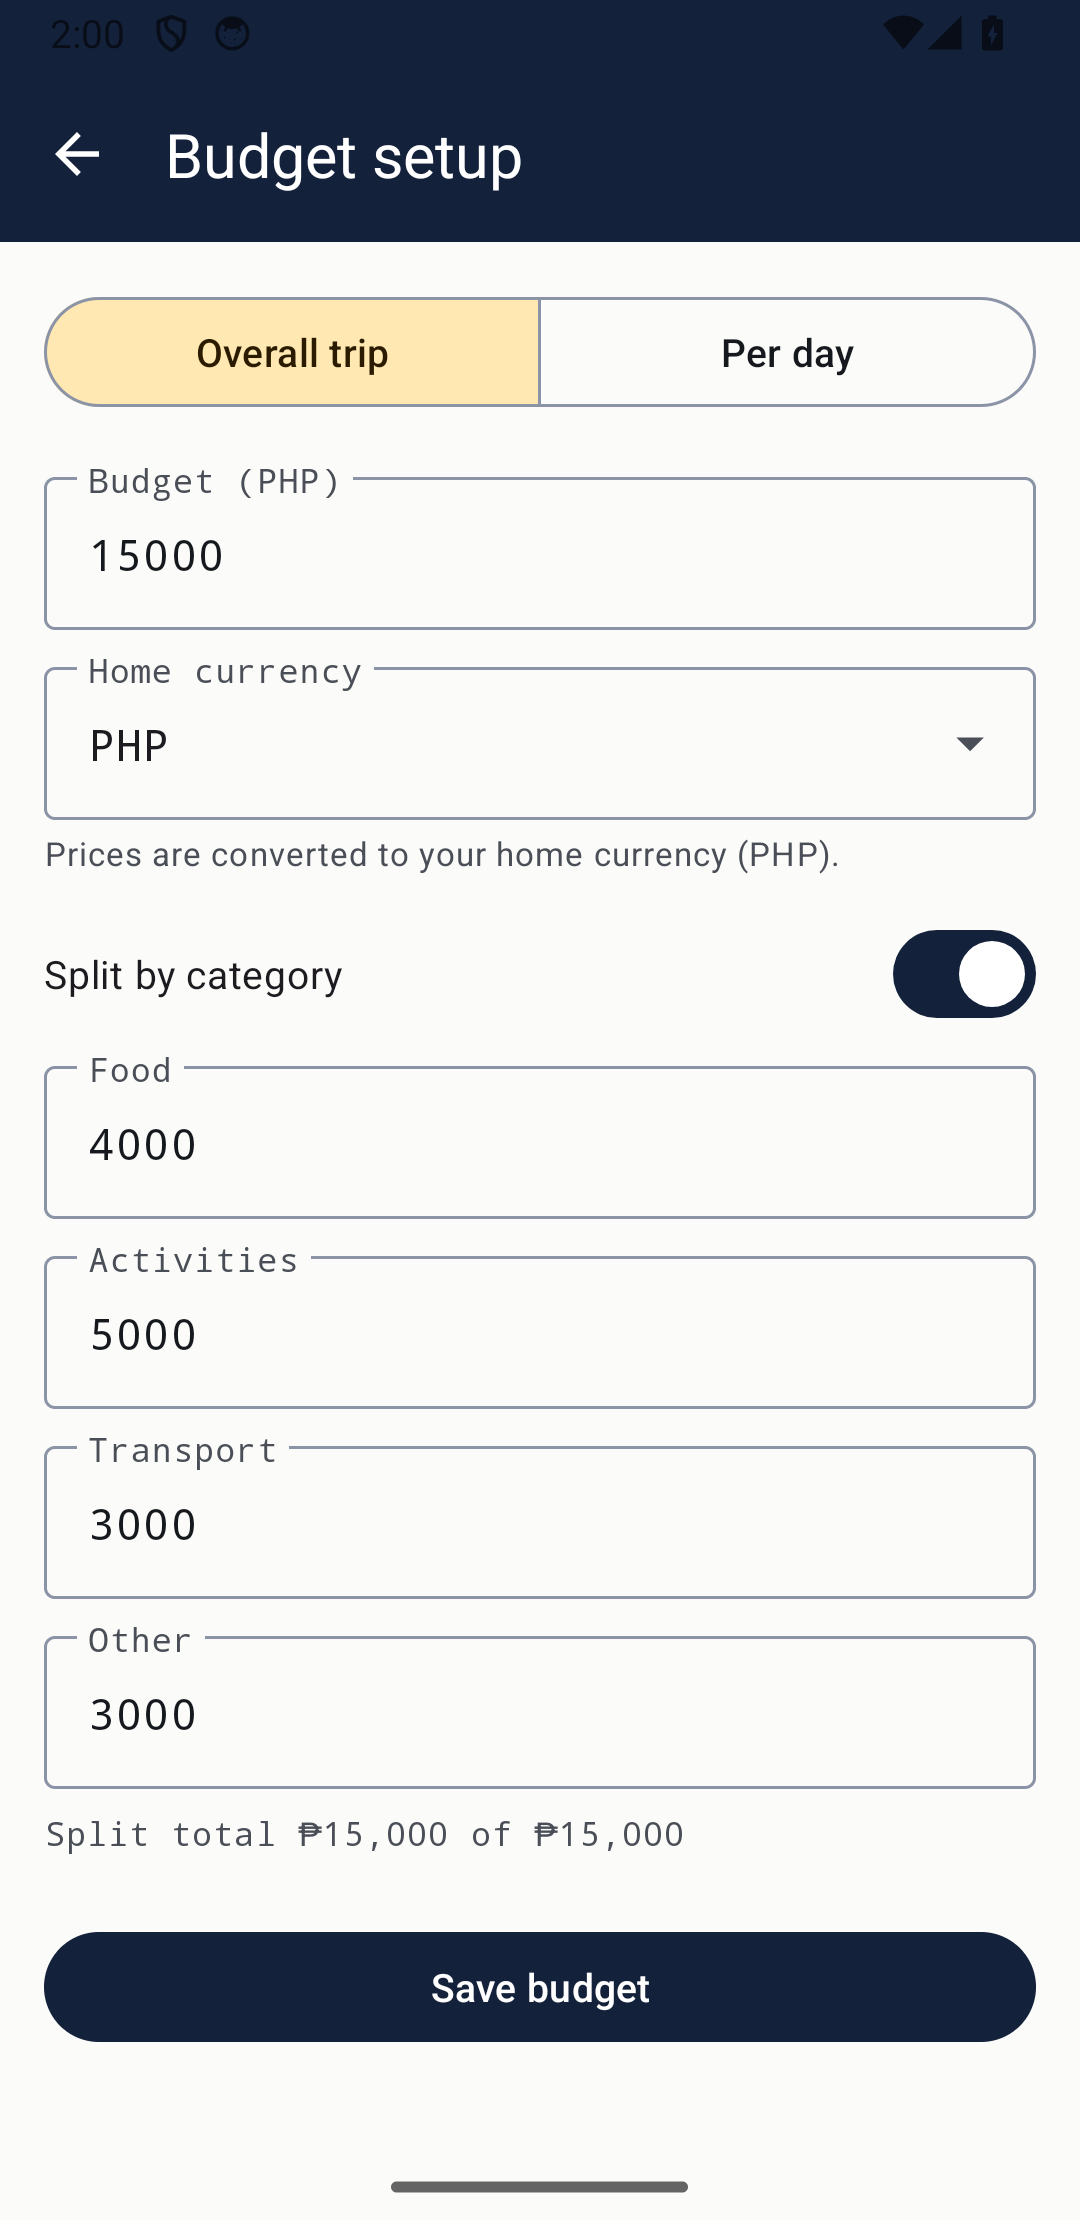 2:00
Budget setup
Overall trip
Per day
Budget (PHP)
15000
Home currency
PHP
Prices are converted to your home currency (PHP).
Split by category
Food
4000
Activities
5000
Transport
3000
Other
3000
Split total ₱15,000 of ₱15,000
Save budget